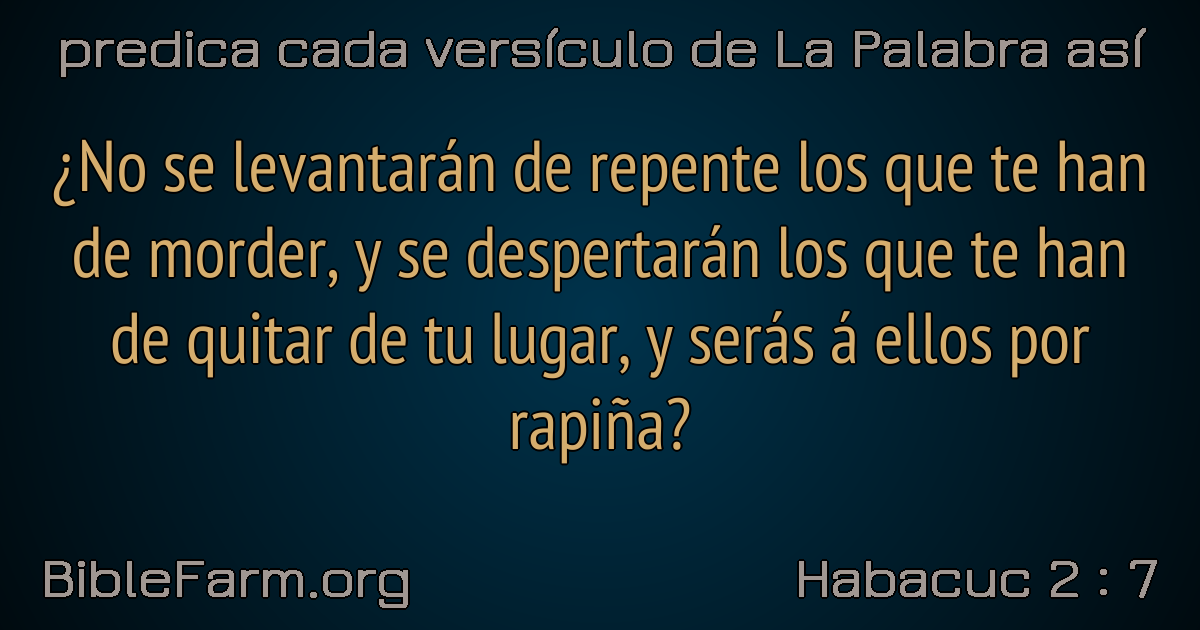 predica cada versículo de La Palabra así
¿No se levantarán de repente los que te han
de morder, y se despertarán los que te han
de quitar de tu lugar, y serás á ellos por
rapiña?
BibleFarm.org
Habacuc 2 : 7